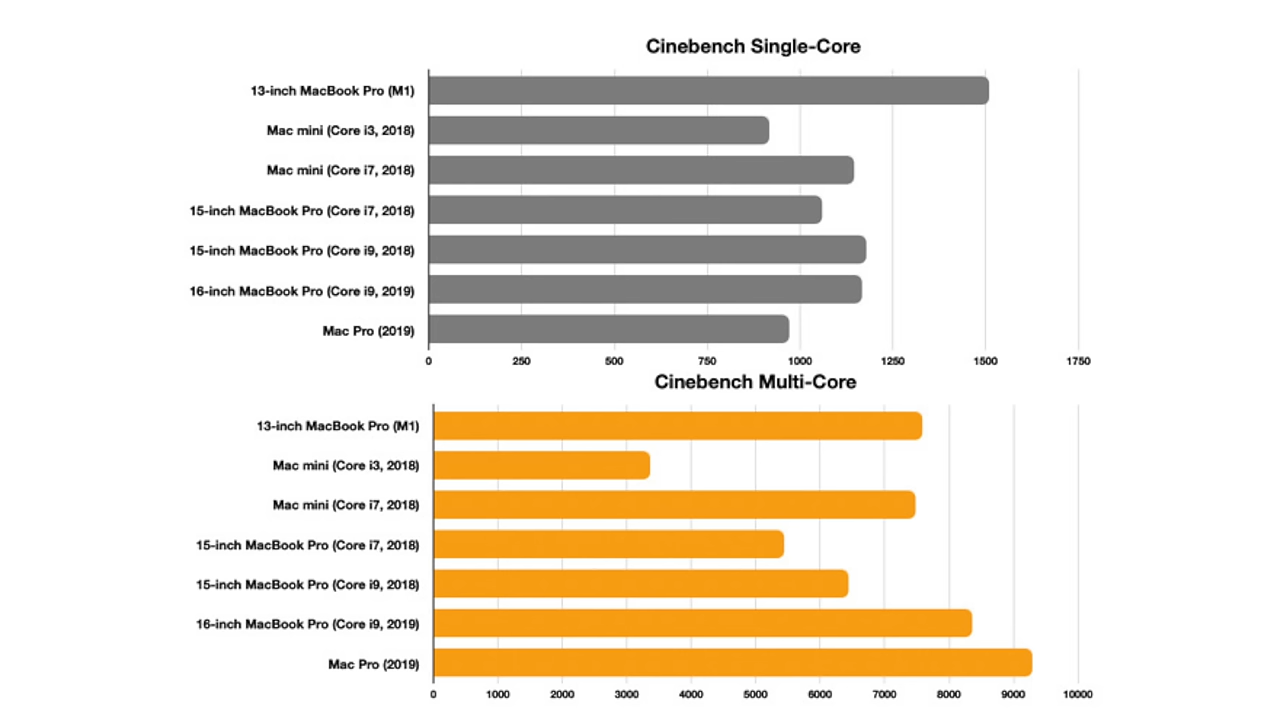 Cinebench Single-Core
13-inch MacBook Pro (M1)
Mac mini (Core i3, 2018)
Mac mini (Core i7, 2018)
15-inch MacBook Pro (Core i7, 2018)
15-inch MacBook Pro (Core i9, 2018)
16-inch MacBook Pro (Core i9, 2019)
Mac Pro (2019)
0 250 500 750 1000 1250 1500 1750
Cinebench Multi-Core
13-inch MacBook Pro (M1)
Mac mini (Core i3, 2018)
Mac mini (Core i7, 2018)
15-inch MacBook Pro (Core i7, 2018)
15-inch MacBook Pro (Core i9, 2018)
16-inch MacBook Pro (Core i9, 2019)
Mac Pro (2019)
0 1000 2000 3000 4000 5000 6000 7000 8000 9000 10000